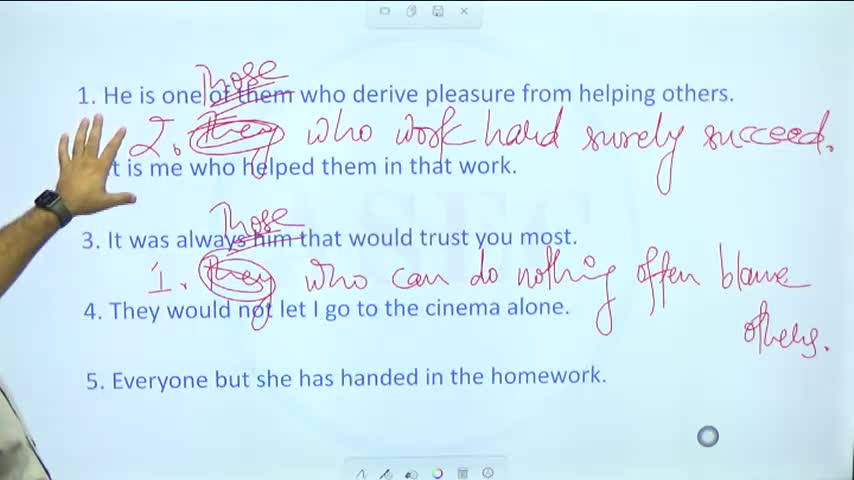 Those
1. He is one of them who derive pleasure from helping others.
2. they who work hard surely succeed.
t is me who helped them in that work.
Those
3. It was always him that would trust you most.
1. they who can do nothing often blame
others.
4. They would not let I go to the cinema alone.
5. Everyone but she has handed in the homework.